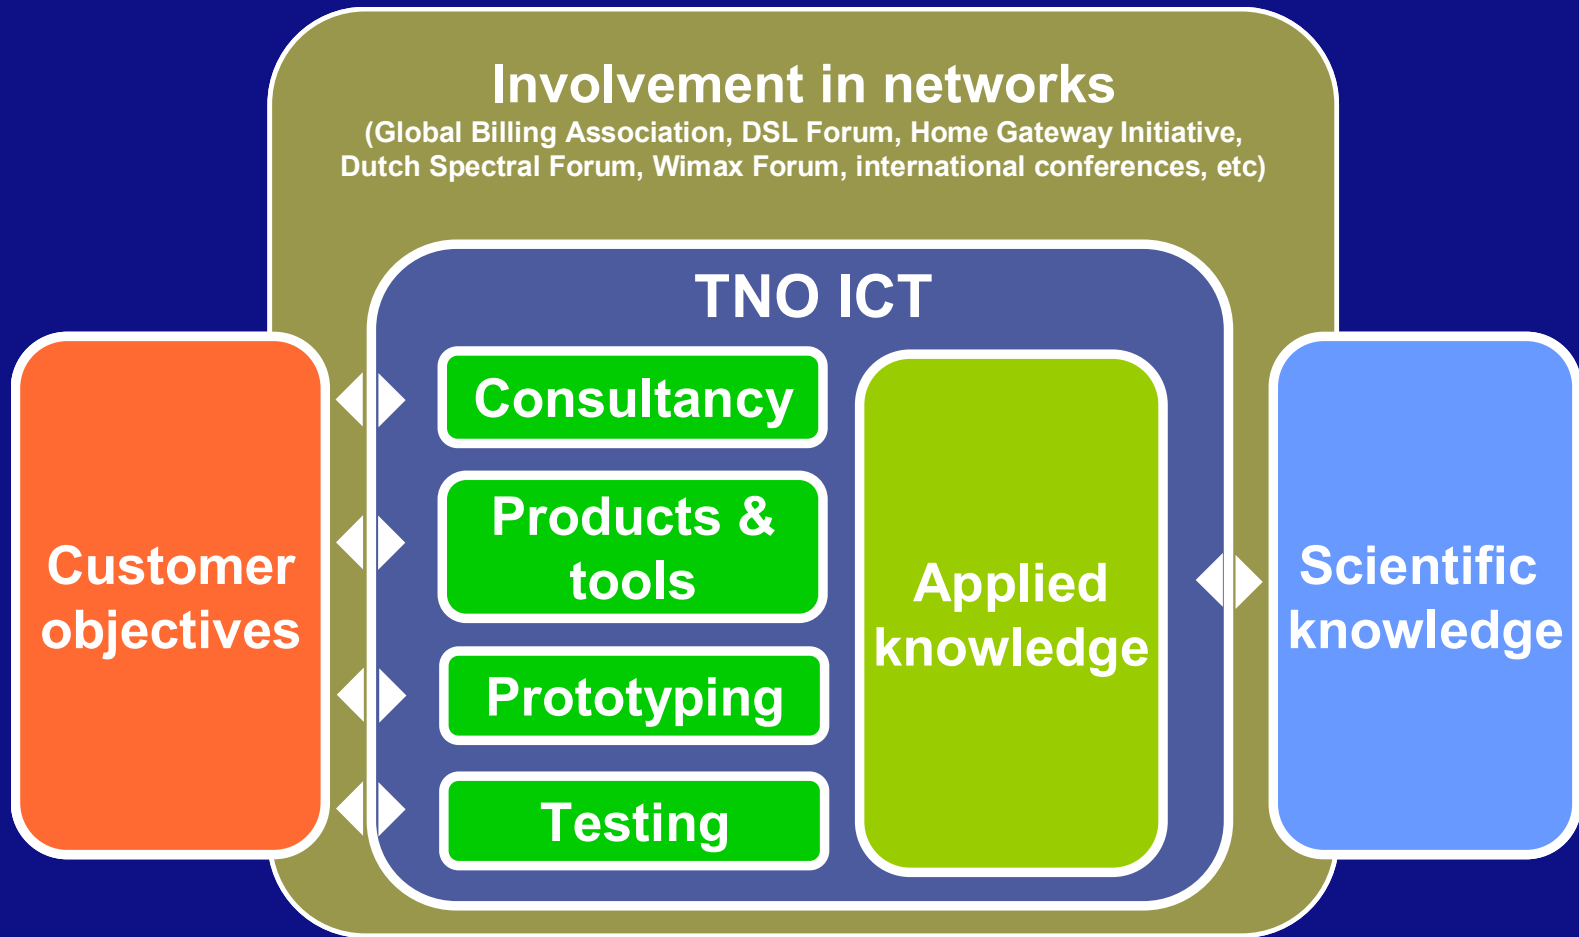 Involvement in networks
(Global Billing Association, DSL Forum, Home Gateway Initiative,
Dutch Spectral Forum, Wimax Forum, international conferences, etc)
TNO ICT
Customer
objectives
Consultancy
Products &
tools
Prototyping
Testing
Applied
knowledge
Scientific
knowledge